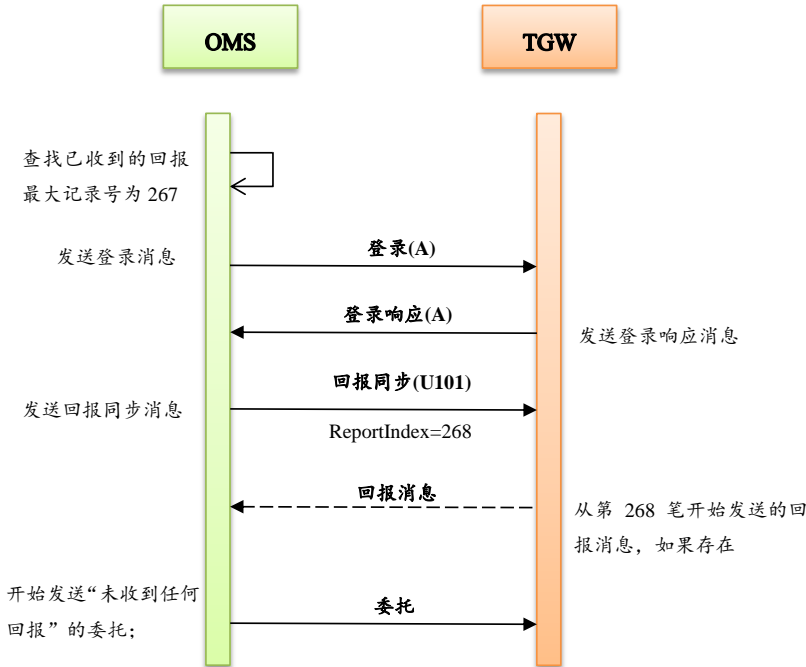 OMS
TGW
查找已收到的回报
最大记录号为 267
发送登录消息
登录(A)
登录响应(A)
发送登录响应消息
回报同步(U101)
发送回报同步消息
ReportIndex=268
回报消息
从第 268 笔开始发送的回
报消息，如果存在
开始发送“未收到任何
回报”的委托；
委托